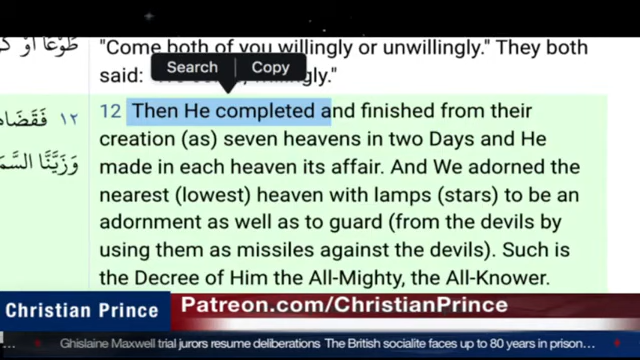 "Come both of you willingly or unwillingly." They both
طَوْعًا أَوْ
said:
willingly."
Search Copy
12 Then He completed and finished from their
١٢
creation (as) seven heavens in two Days and He
made in each heaven its affair. And We adorned the
وَزَيَّنَّا
nearest (lowest) heaven with lamps (stars) to be an
adornment as well as to guard (from the devils by
using them as missiles against the devils). Such is
the Decree of Him the All-Mighty, the All-Knower.
Christian Prince
Patreon.com/ChristianPrince
Ghislaine Maxwell trial jurors resume deliberations The British socialite faces up to 80 years in prison...